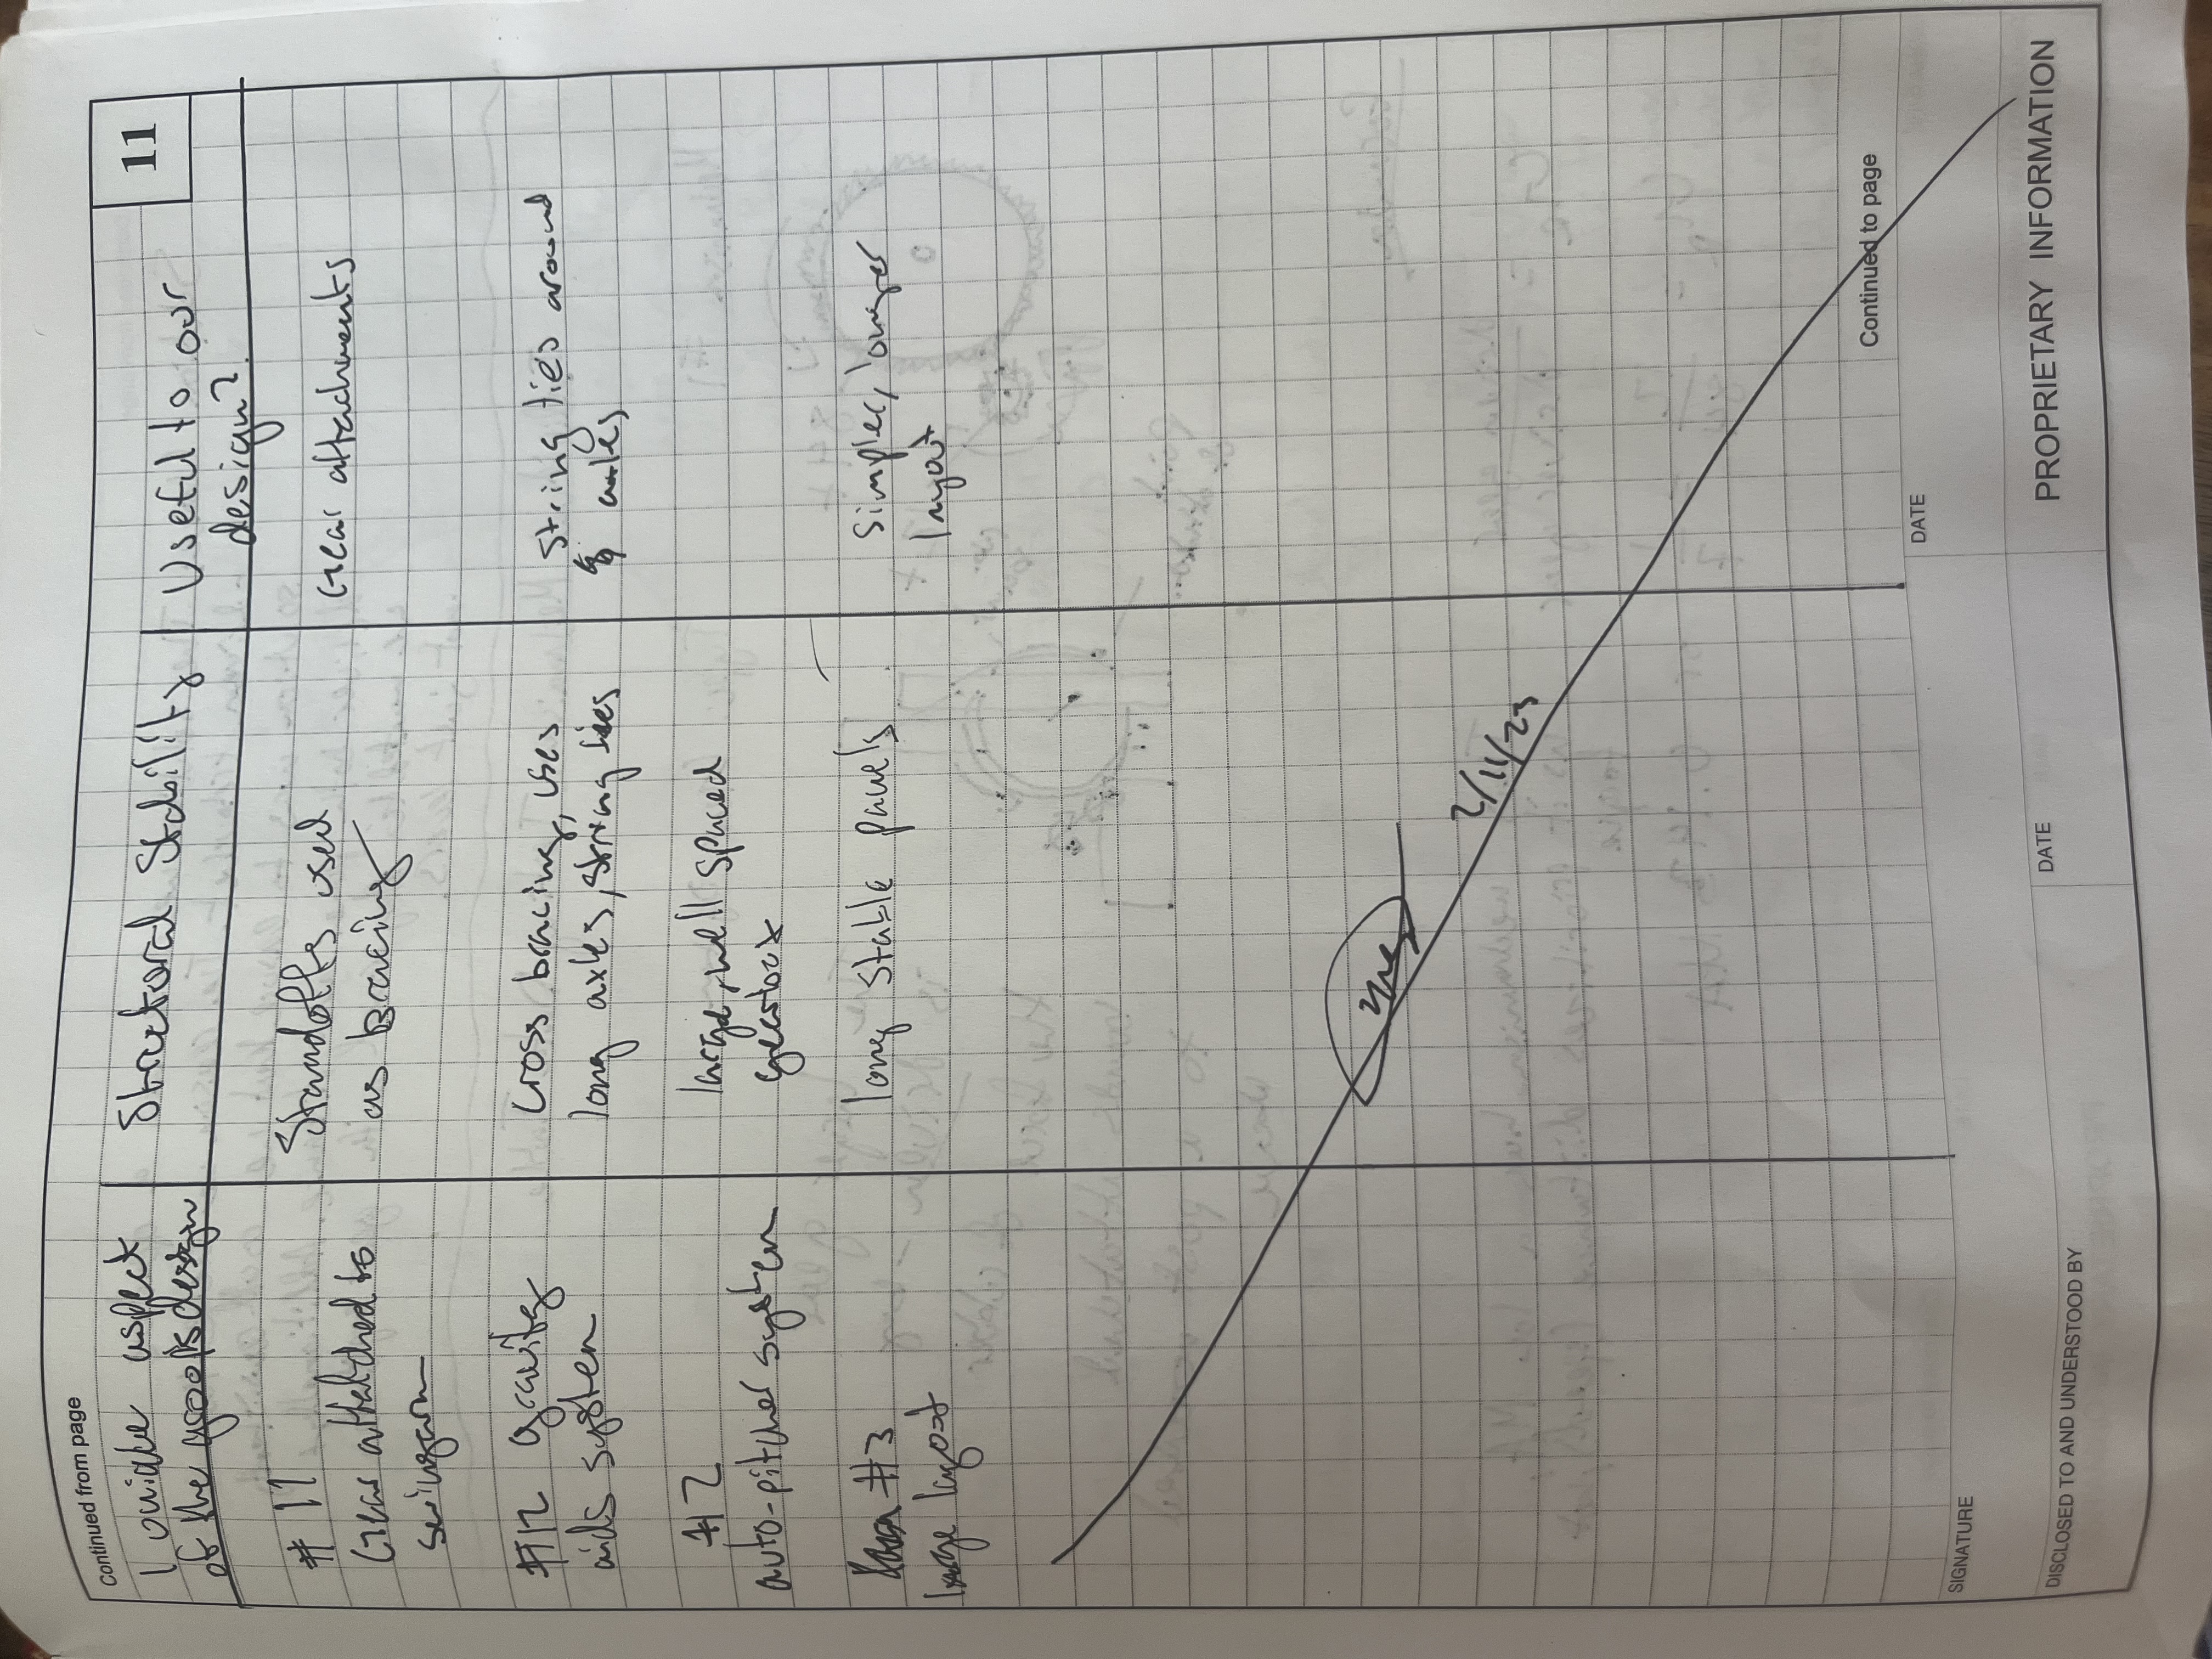 Continued from page
11
1 unique aspect
of the group's design
Structural Stability
Useful to our
design?
# 11
Gear attatched to
swingarm
Standoffs used
as bracing
Gear attachments
#12 gravity
aids system
cross bracing, uses
long axles, string ties
string ties around
axles
#2
auto-pitcher system
large, well spaced
gearbox
#3
large layout
long stable panels
Simpler, longer
layout
2/11/23
Continued to page
SIGNATURE
DATE
DISCLOSED TO AND UNDERSTOOD BY
DATE
PROPRIETARY INFORMATION